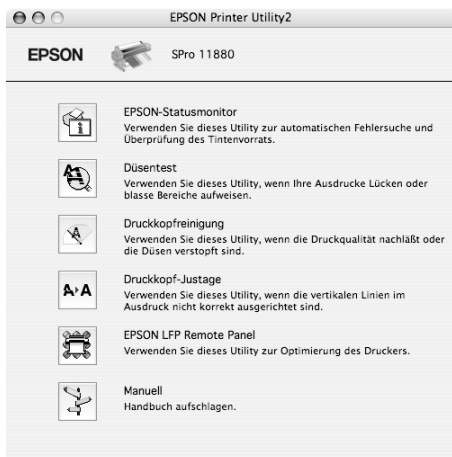 EPSON Printer Utility2
EPSON SPro 11880
EPSON-Statusmonitor
Verwenden Sie dieses Utility zur automatischen Fehlersuche und
Überprüfung des Tintenvorrats.
Düsentest
Verwenden Sie dieses Utility, wenn Ihre Ausdrucke Lücken oder
blasse Bereiche aufweisen.
Druckkopfreinigung
Verwenden Sie dieses Utility, wenn die Druckqualität nachläßt oder
die Düsen verstopft sind.
Druckkopf-Justage
Verwenden Sie dieses Utility, wenn die vertikalen Linien im
Ausdruck nicht korrekt ausgerichtet sind.
EPSON LFP Remote Panel
Verwenden Sie dieses Utility zur Optimierung des Druckers.
Manuell
Handbuch aufschlagen.